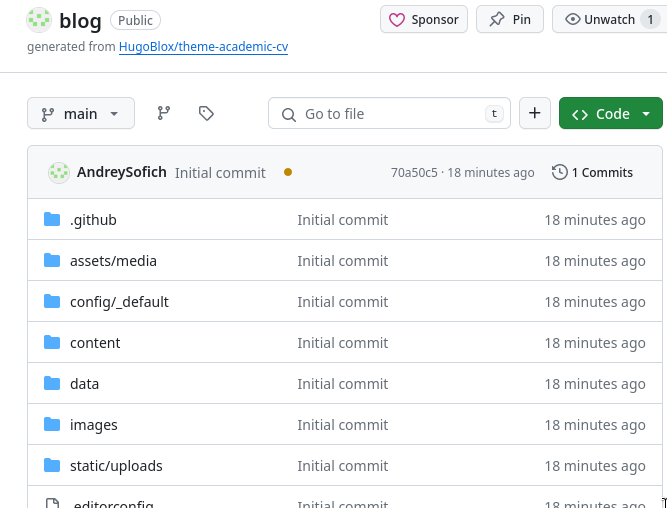 blog Public Sponsor Pin Unwatch 1
generated from HugoBlox/theme-academic-cv
main Go to file t + Code
AndreySofich Initial commit 70a50c5 · 18 minutes ago 1 Commits
.github Initial commit 18 minutes ago
assets/media Initial commit 18 minutes ago
config/_default Initial commit 18 minutes ago
content Initial commit 18 minutes ago
data Initial commit 18 minutes ago
images Initial commit 18 minutes ago
static/uploads Initial commit 18 minutes ago
.editorconfig Initial commit 18 minutes ago